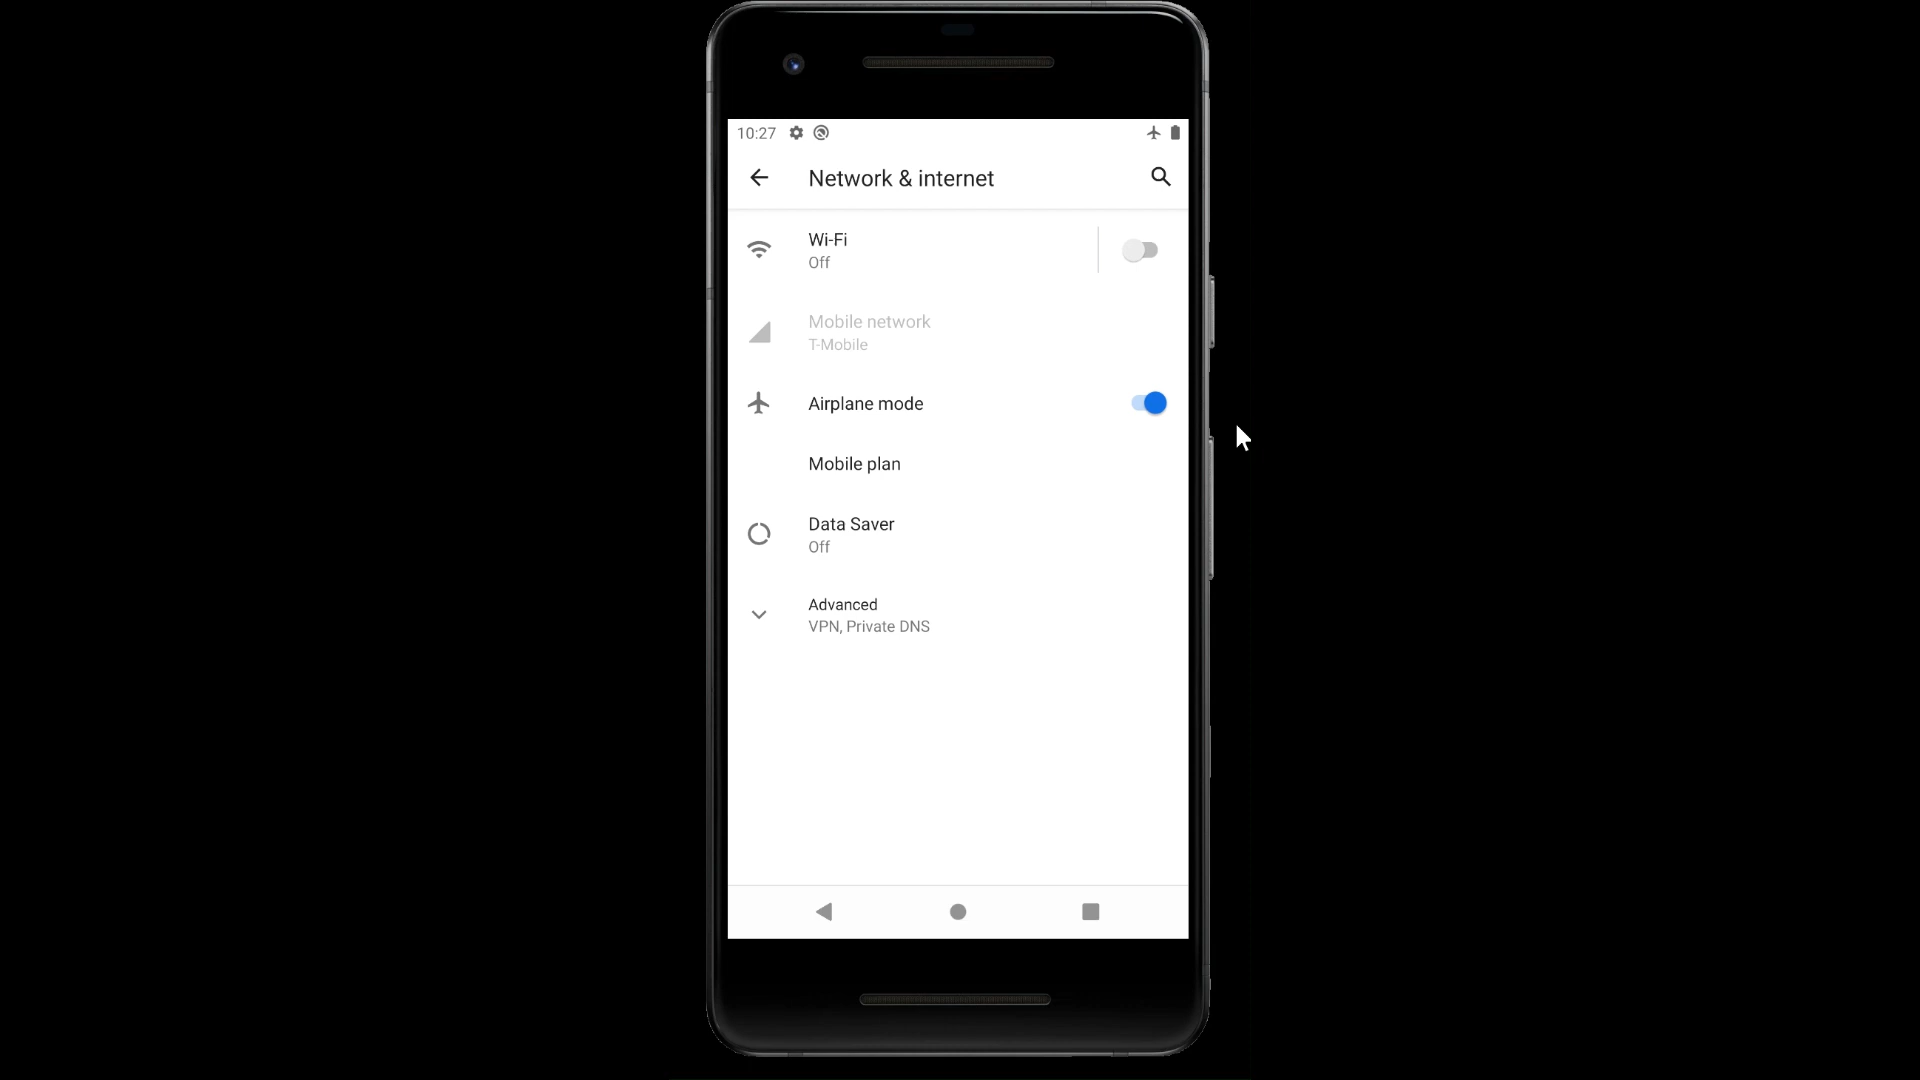 10:27
Network & internet
Wi-Fi
Off
Mobile network
T-Mobile
Airplane mode
Mobile plan
Data Saver
Off
Advanced
VPN, Private DNS